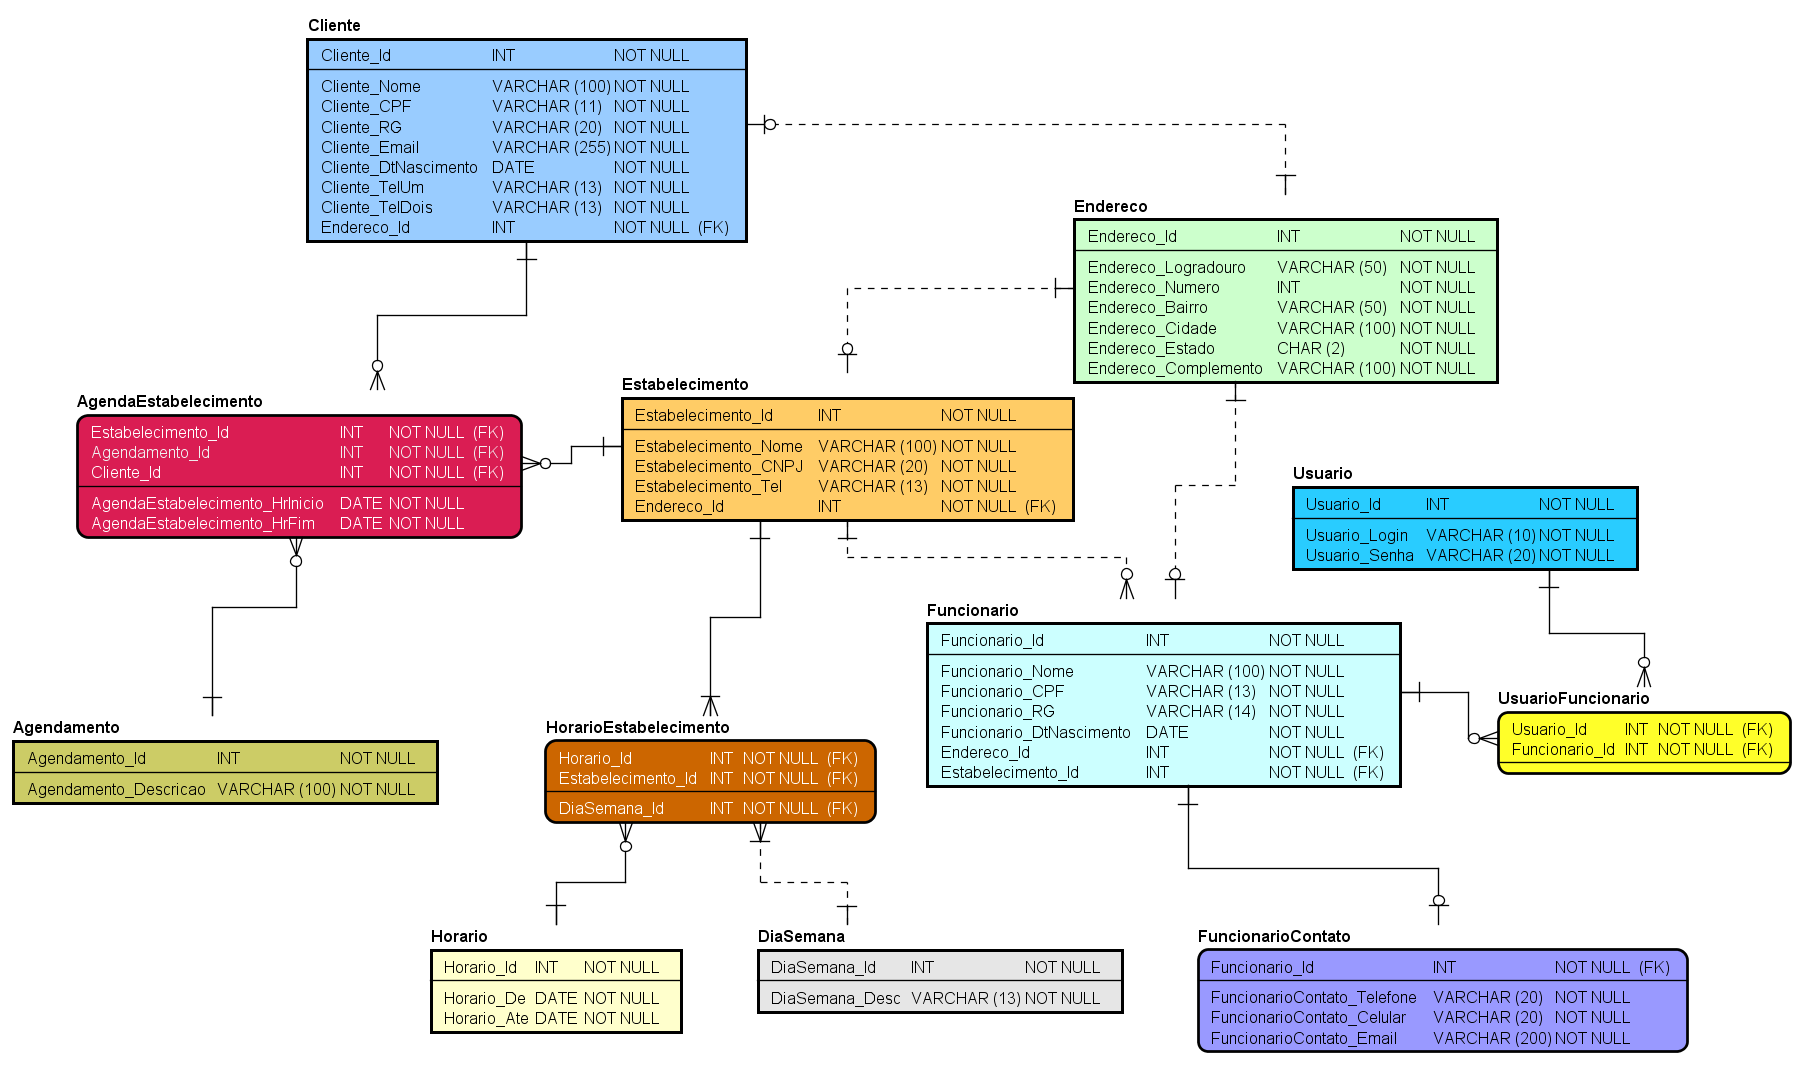 Cliente
Cliente_Id INT NOT NULL
Cliente_Nome VARCHAR (100) NOT NULL
Cliente_CPF VARCHAR (11) NOT NULL
Cliente_RG VARCHAR (20) NOT NULL
Cliente_Email VARCHAR (255) NOT NULL
Cliente_DtNascimento DATE NOT NULL
Cliente_TelUm VARCHAR (13) NOT NULL
Cliente_TelDois VARCHAR (13) NOT NULL
Endereco_Id INT NOT NULL (FK)
Endereco
Endereco_Id INT NOT NULL
Endereco_Logradouro VARCHAR (50) NOT NULL
Endereco_Numero INT NOT NULL
Endereco_Bairro VARCHAR (50) NOT NULL
Endereco_Cidade VARCHAR (100) NOT NULL
Endereco_Estado CHAR (2) NOT NULL
Endereco_Complemento VARCHAR (100) NOT NULL
AgendaEstabelecimento
Estabelecimento_Id INT NOT NULL (FK)
Agendamento_Id INT NOT NULL (FK)
Cliente_Id INT NOT NULL (FK)
AgendaEstabelecimento_HrInicio DATE NOT NULL
AgendaEstabelecimento_HrFim DATE NOT NULL
Estabelecimento
Estabelecimento_Id INT NOT NULL
Estabelecimento_Nome VARCHAR (100) NOT NULL
Estabelecimento_CNPJ VARCHAR (20) NOT NULL
Estabelecimento_Tel VARCHAR (13) NOT NULL
Endereco_Id INT NOT NULL (FK)
Usuario
Usuario_Id INT NOT NULL
Usuario_Login VARCHAR (10) NOT NULL
Usuario_Senha VARCHAR (20) NOT NULL
Funcionario
Funcionario_Id INT NOT NULL
Funcionario_Nome VARCHAR (100) NOT NULL
Funcionario_CPF VARCHAR (13) NOT NULL
Funcionario_RG VARCHAR (14) NOT NULL
Funcionario_DtNascimento DATE NOT NULL
Endereco_Id INT NOT NULL (FK)
Estabelecimento_Id INT NOT NULL (FK)
UsuarioFuncionario
Usuario_Id INT NOT NULL (FK)
Funcionario_Id INT NOT NULL (FK)
Agendamento
Agendamento_Id INT NOT NULL
Agendamento_Descricao VARCHAR (100) NOT NULL
HorarioEstabelecimento
Horario_Id INT NOT NULL (FK)
Estabelecimento_Id INT NOT NULL (FK)
DiaSemana_Id INT NOT NULL (FK)
Horario
Horario_Id INT NOT NULL
Horario_De DATE NOT NULL
Horario_Ate DATE NOT NULL
DiaSemana
DiaSemana_Id INT NOT NULL
DiaSemana_Desc VARCHAR (13) NOT NULL
FuncionarioContato
Funcionario_Id INT NOT NULL (FK)
FuncionarioContato_Telefone VARCHAR (20) NOT NULL
FuncionarioContato_Celular VARCHAR (20) NOT NULL
FuncionarioContato_Email VARCHAR (200) NOT NULL